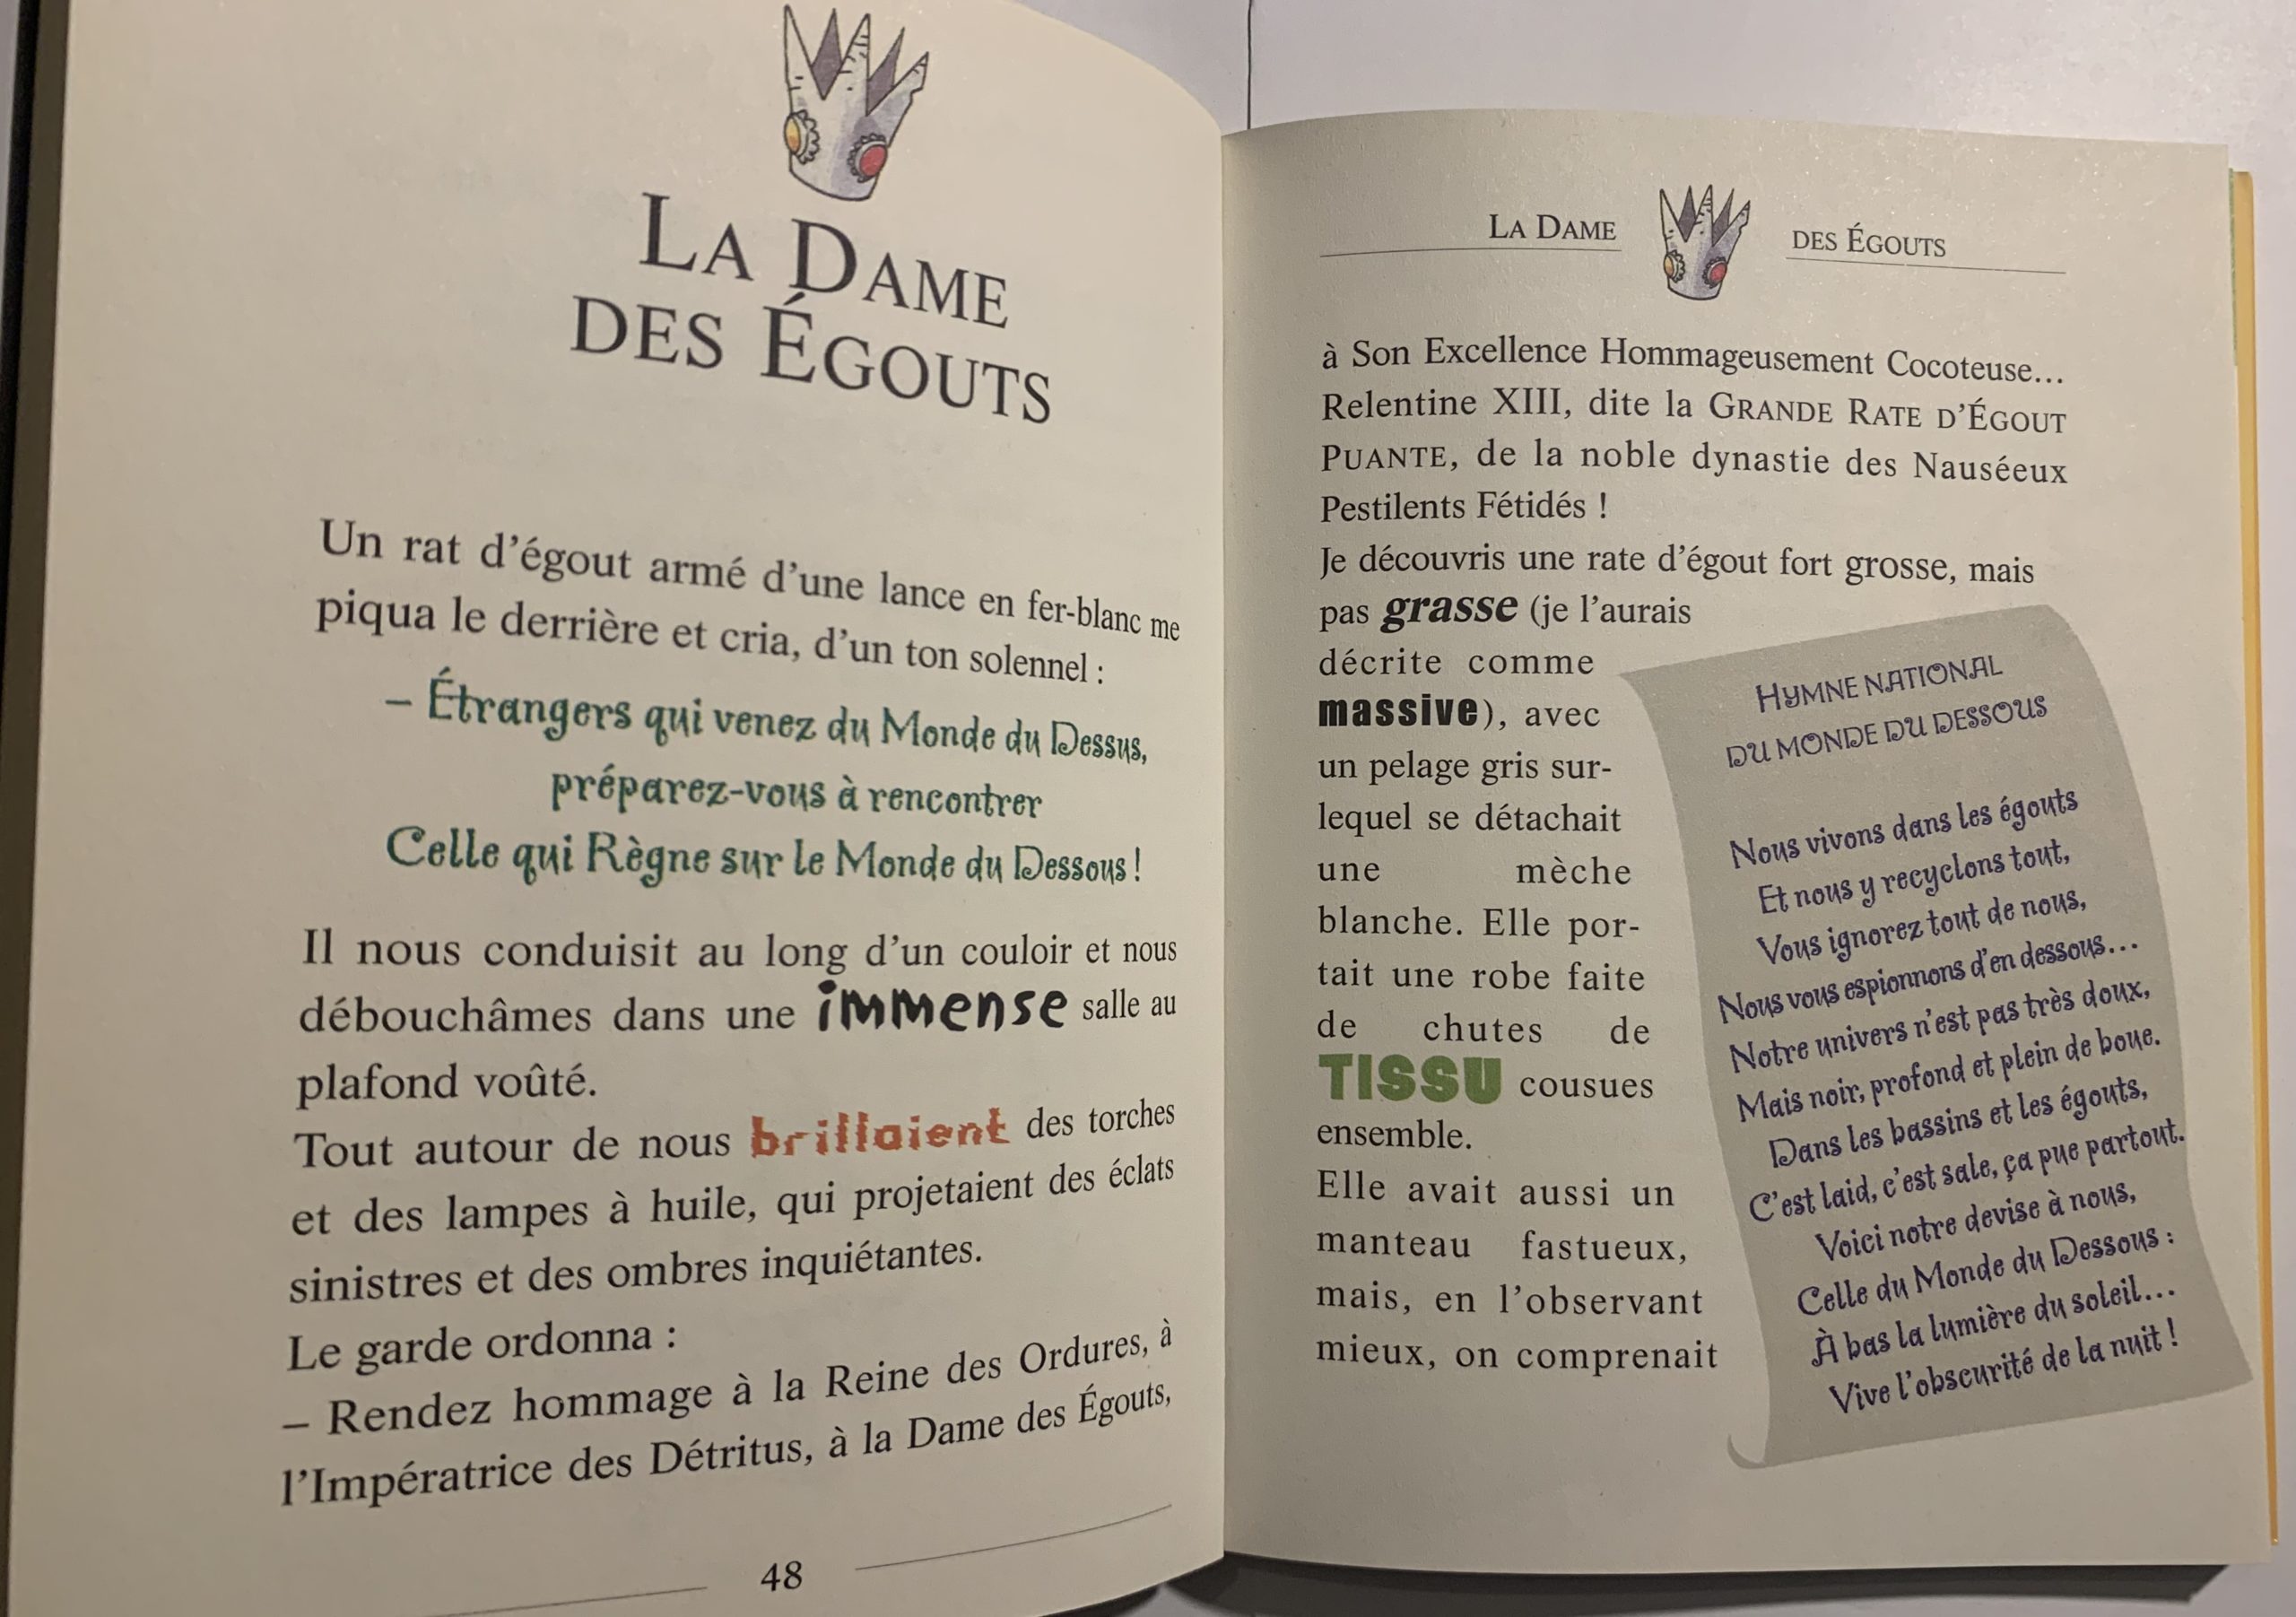 LA DAME
DES ÉGOUTS
Un rat d'égout armé d'une lance en fer-blanc me
piqua le derrière et cria, d'un ton solennel :
– Étrangers qui venez du Monde du Dessus,
préparez-vous à rencontrer
Celle qui Règne sur le Monde du Dessous !
Il nous conduisit au long d'un couloir et nous
débouchâmes dans une immense salle au
plafond voûté.
Tout autour de nous brillaient des torches
et des lampes à huile, qui projetaient des éclats
sinistres et des ombres inquiétantes.
Le garde ordonna :
– Rendez hommage à la Reine des Ordures, à
l'Impératrice des Détritus, à la Dame des Égouts,
48
LA DAME DES ÉGOUTS
à Son Excellence Hommageusement Cocoteuse...
Relentine XIII, dite la GRANDE RATE D'ÉGOUT
PUANTE, de la noble dynastie des Nauséeux
Pestilents Fétidés !
Je découvris une rate d'égout fort grosse, mais
pas grasse (je l'aurais
décrite comme
massive), avec
un pelage gris sur-
lequel se détachait
une mèche
blanche. Elle por-
tait une robe faite
de chutes de
TISSU cousues
ensemble.
Elle avait aussi un
manteau fastueux,
mais, en l'observant
mieux, on comprenait
HYMNE NATIONAL
DU MONDE DU DESSOUS
Nous vivons dans les égouts
Et nous y recyclons tout,
Vous ignorez tout de nous,
Nous vous espionnons d'en dessous...
Notre univers n'est pas très doux,
Mais noir, profond et plein de boue.
Dans les bassins et les égouts,
C'est laid, c'est sale, ça pue partout.
Voici notre devise à nous,
Celle du Monde du Dessous :
À bas la lumière du soleil...
Vive l'obscurité de la nuit !